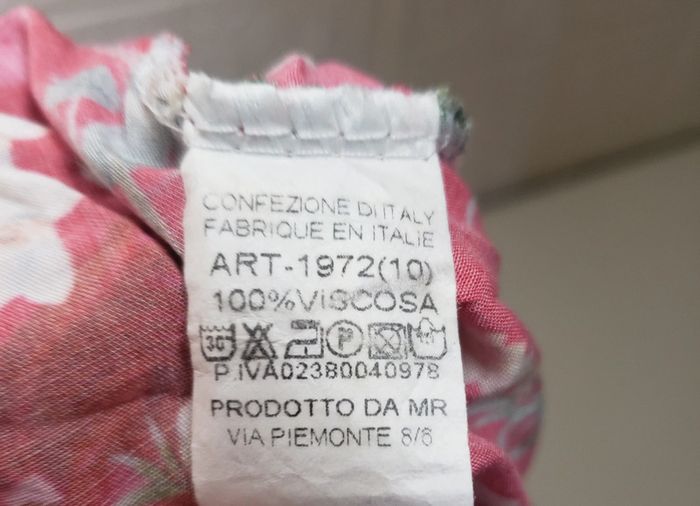 CONFEZIONE DI ITALY
FABRIQUE EN ITALIE
ART-1972(10)
100%VISCOSA
30 P
P.IVA02380040978
PRODOTTO DA MR
VIA PIEMONTE 8/6